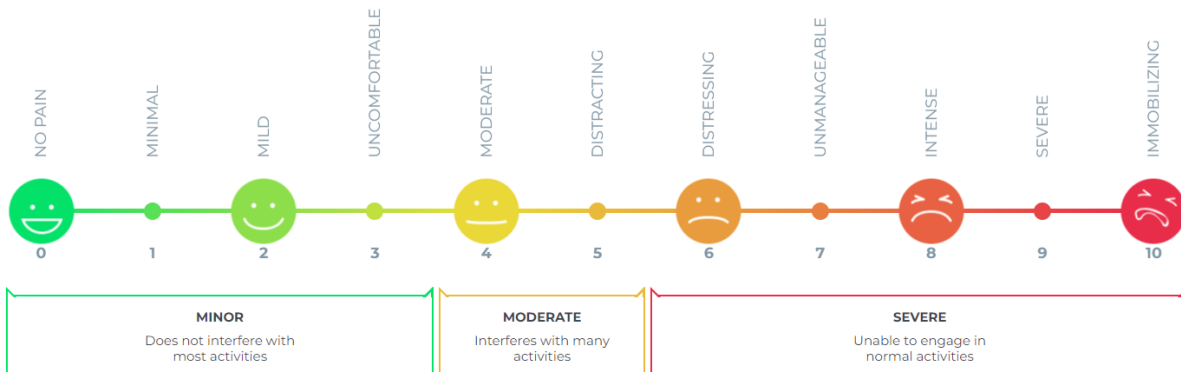 NO PAIN
MINIMAL
MILD
UNCOMFORTABLE
MODERATE
DISTRACTING
DISTRESSING
UNMANAGEABLE
INTENSE
SEVERE
IMMOBILIZING
0
1
2
3
4
5
6
7
8
9
10
MINOR
Does not interfere with
most activities
MODERATE
Interferes with many
activities
SEVERE
Unable to engage in
normal activities